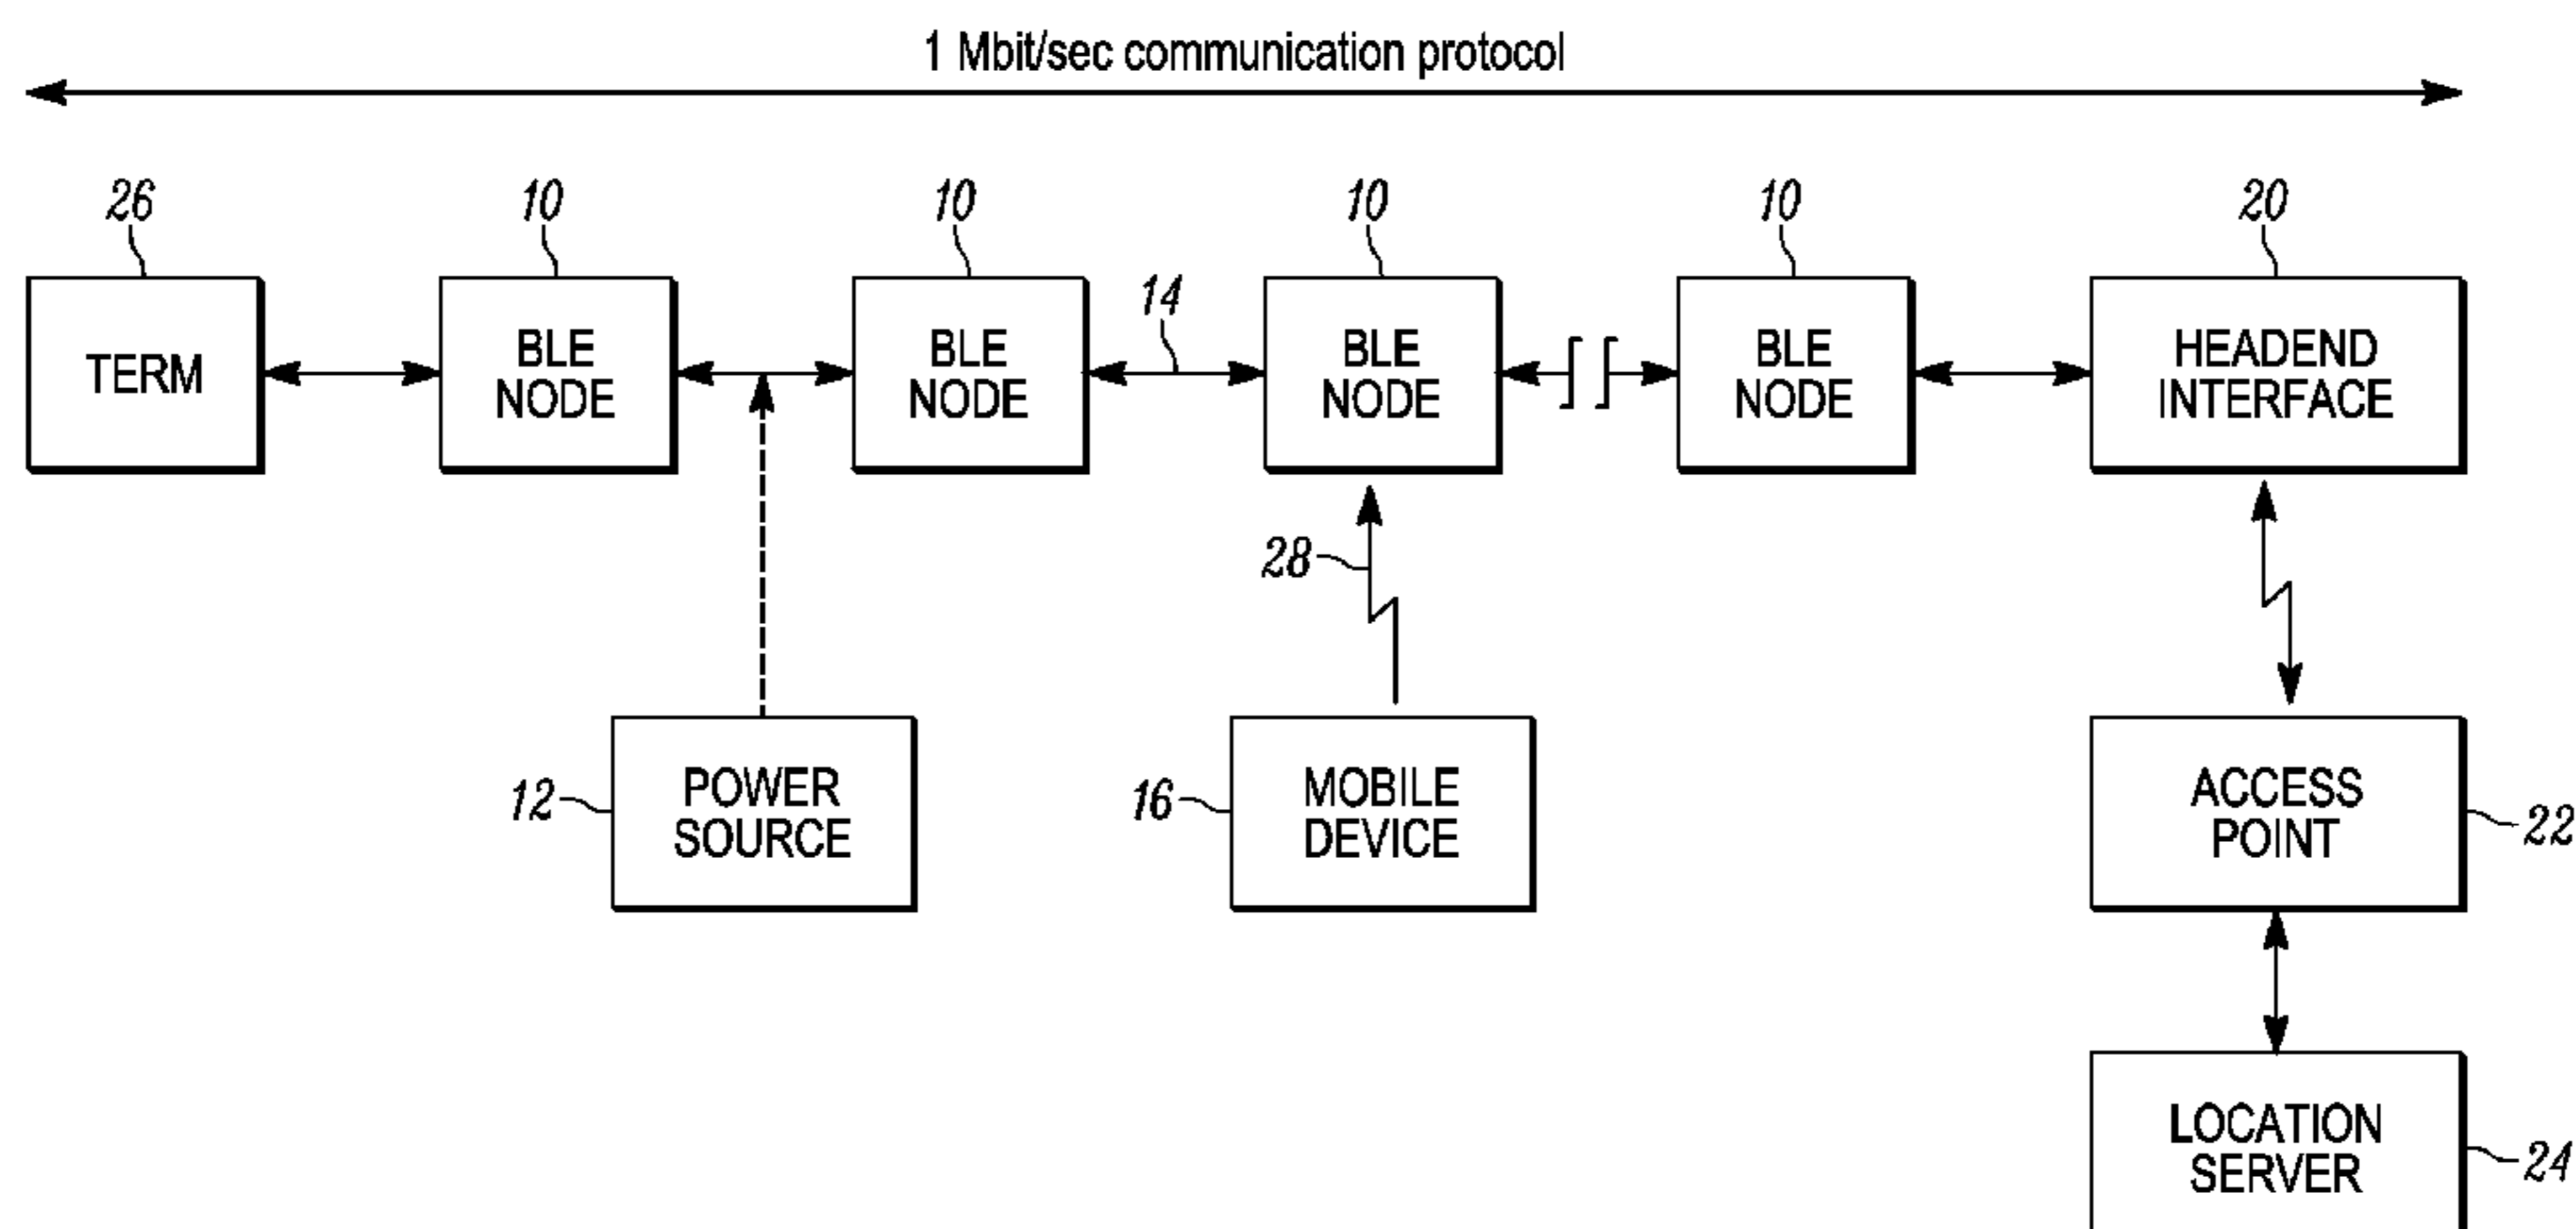 1 Mbit/sec communication protocol
26
10
10
10
10
20
14
TERM
BLE
NODE
BLE
NODE
BLE
NODE
BLE
NODE
HEADEND
INTERFACE
28
12
POWER
SOURCE
16
MOBILE
DEVICE
ACCESS
POINT
22
LOCATION
SERVER
24